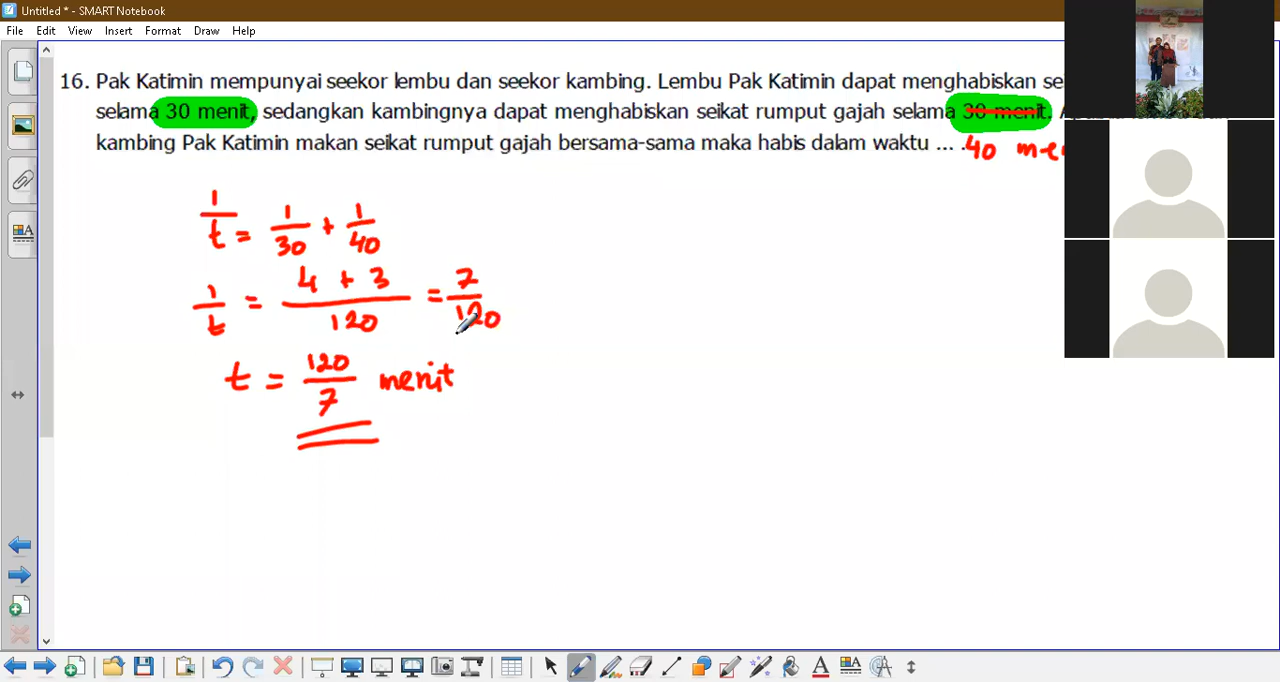 Untitled * - SMART Notebook
File Edit View Insert Format Draw Help
16. Pak Katimin mempunyai seekor lembu dan seekor kambing. Lembu Pak Katimin dapat menghabiskan
selama 30 menit, sedangkan kambingnya dapat menghabiskan seikat rumput gajah selama 30 menit.
kambing Pak Katimin makan seikat rumput gajah bersama-sama maka habis dalam waktu ... .
40
1/t = 1/30 + 1/40
1/t = 4 + 3/120 = 7/120
t = 120/7 menit